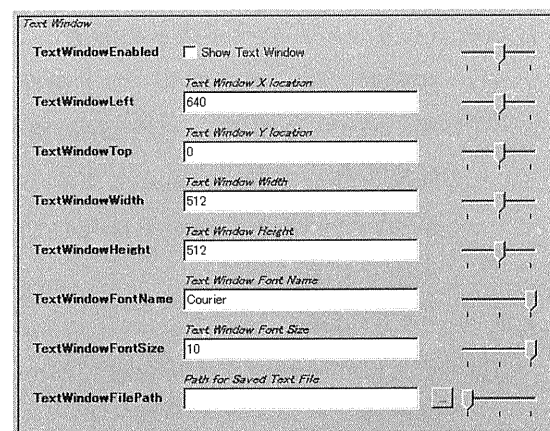 Text Window
TextWindowEnabled Show Text Window
Text Window X location
TextWindowLeft 640
Text Window Y location
TextWindowTop 0
Text Window Width
TextWindowWidth 512
Text Window Height
TextWindowHeight 512
Text Window Font Name
TextWindowFontName Courier
Text Window Font Size
TextWindowFontSize 10
Path for Saved Text File
TextWindowFilePath ...